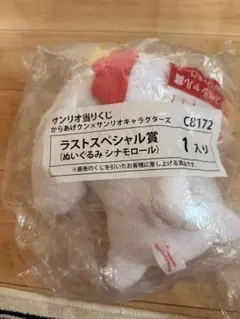 サンリオ当りくじ
からあげクン×サンリオキャラクターズ
CB172
ラストスペシャル賞
(ぬいぐるみ シナモロール)
1入り
※最後のくじを引いたお客様に差し上げる賞品です。